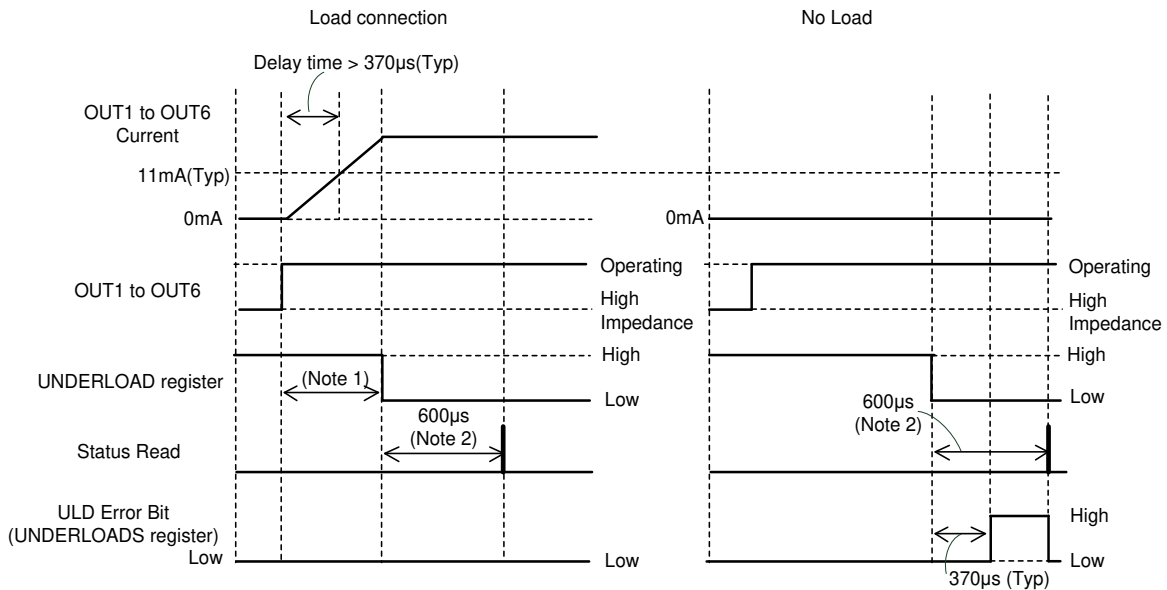 Load connection
No Load
Delay time > 370µs(Typ)
OUT1 to OUT6
Current
11mA(Typ)
0mA
0mA
OUT1 to OUT6
Operating
High
Impedance
Operating
High
Impedance
UNDERLOAD register
(Note 1)
High
Low
High
Low
600µs
(Note 2)
600µs
(Note 2)
Status Read
ULD Error Bit
(UNDERLOADS register)
Low
Low
High
Low
370µs (Typ)